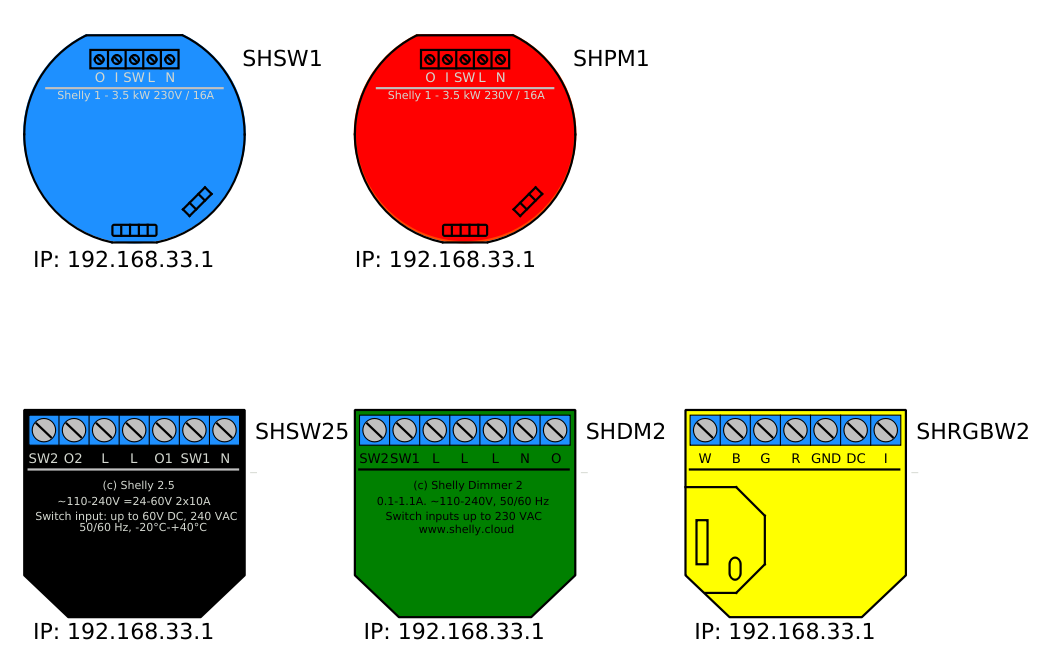 SHSW1
O I SW L N
Shelly 1 - 3.5 kW 230V / 16A
IP: 192.168.33.1
SHPM1
O I SW L N
Shelly 1 - 3.5 kW 230V / 16A
IP: 192.168.33.1
SHSW25
SW2 O2 L L O1 SW1 N
(c) Shelly 2.5
~110-240V =24-60V 2x10A
Switch input: up to 60V DC, 240 VAC
50/60 Hz, -20°C-+40°C
IP: 192.168.33.1
SHDM2
SW2 SW1 L L L N O
(c) Shelly Dimmer 2
0.1-1.1A. ~110-240V, 50/60 Hz
Switch inputs up to 230 VAC
www.shelly.cloud
IP: 192.168.33.1
SHRGBW2
W B G R GND DC I
IP: 192.168.33.1